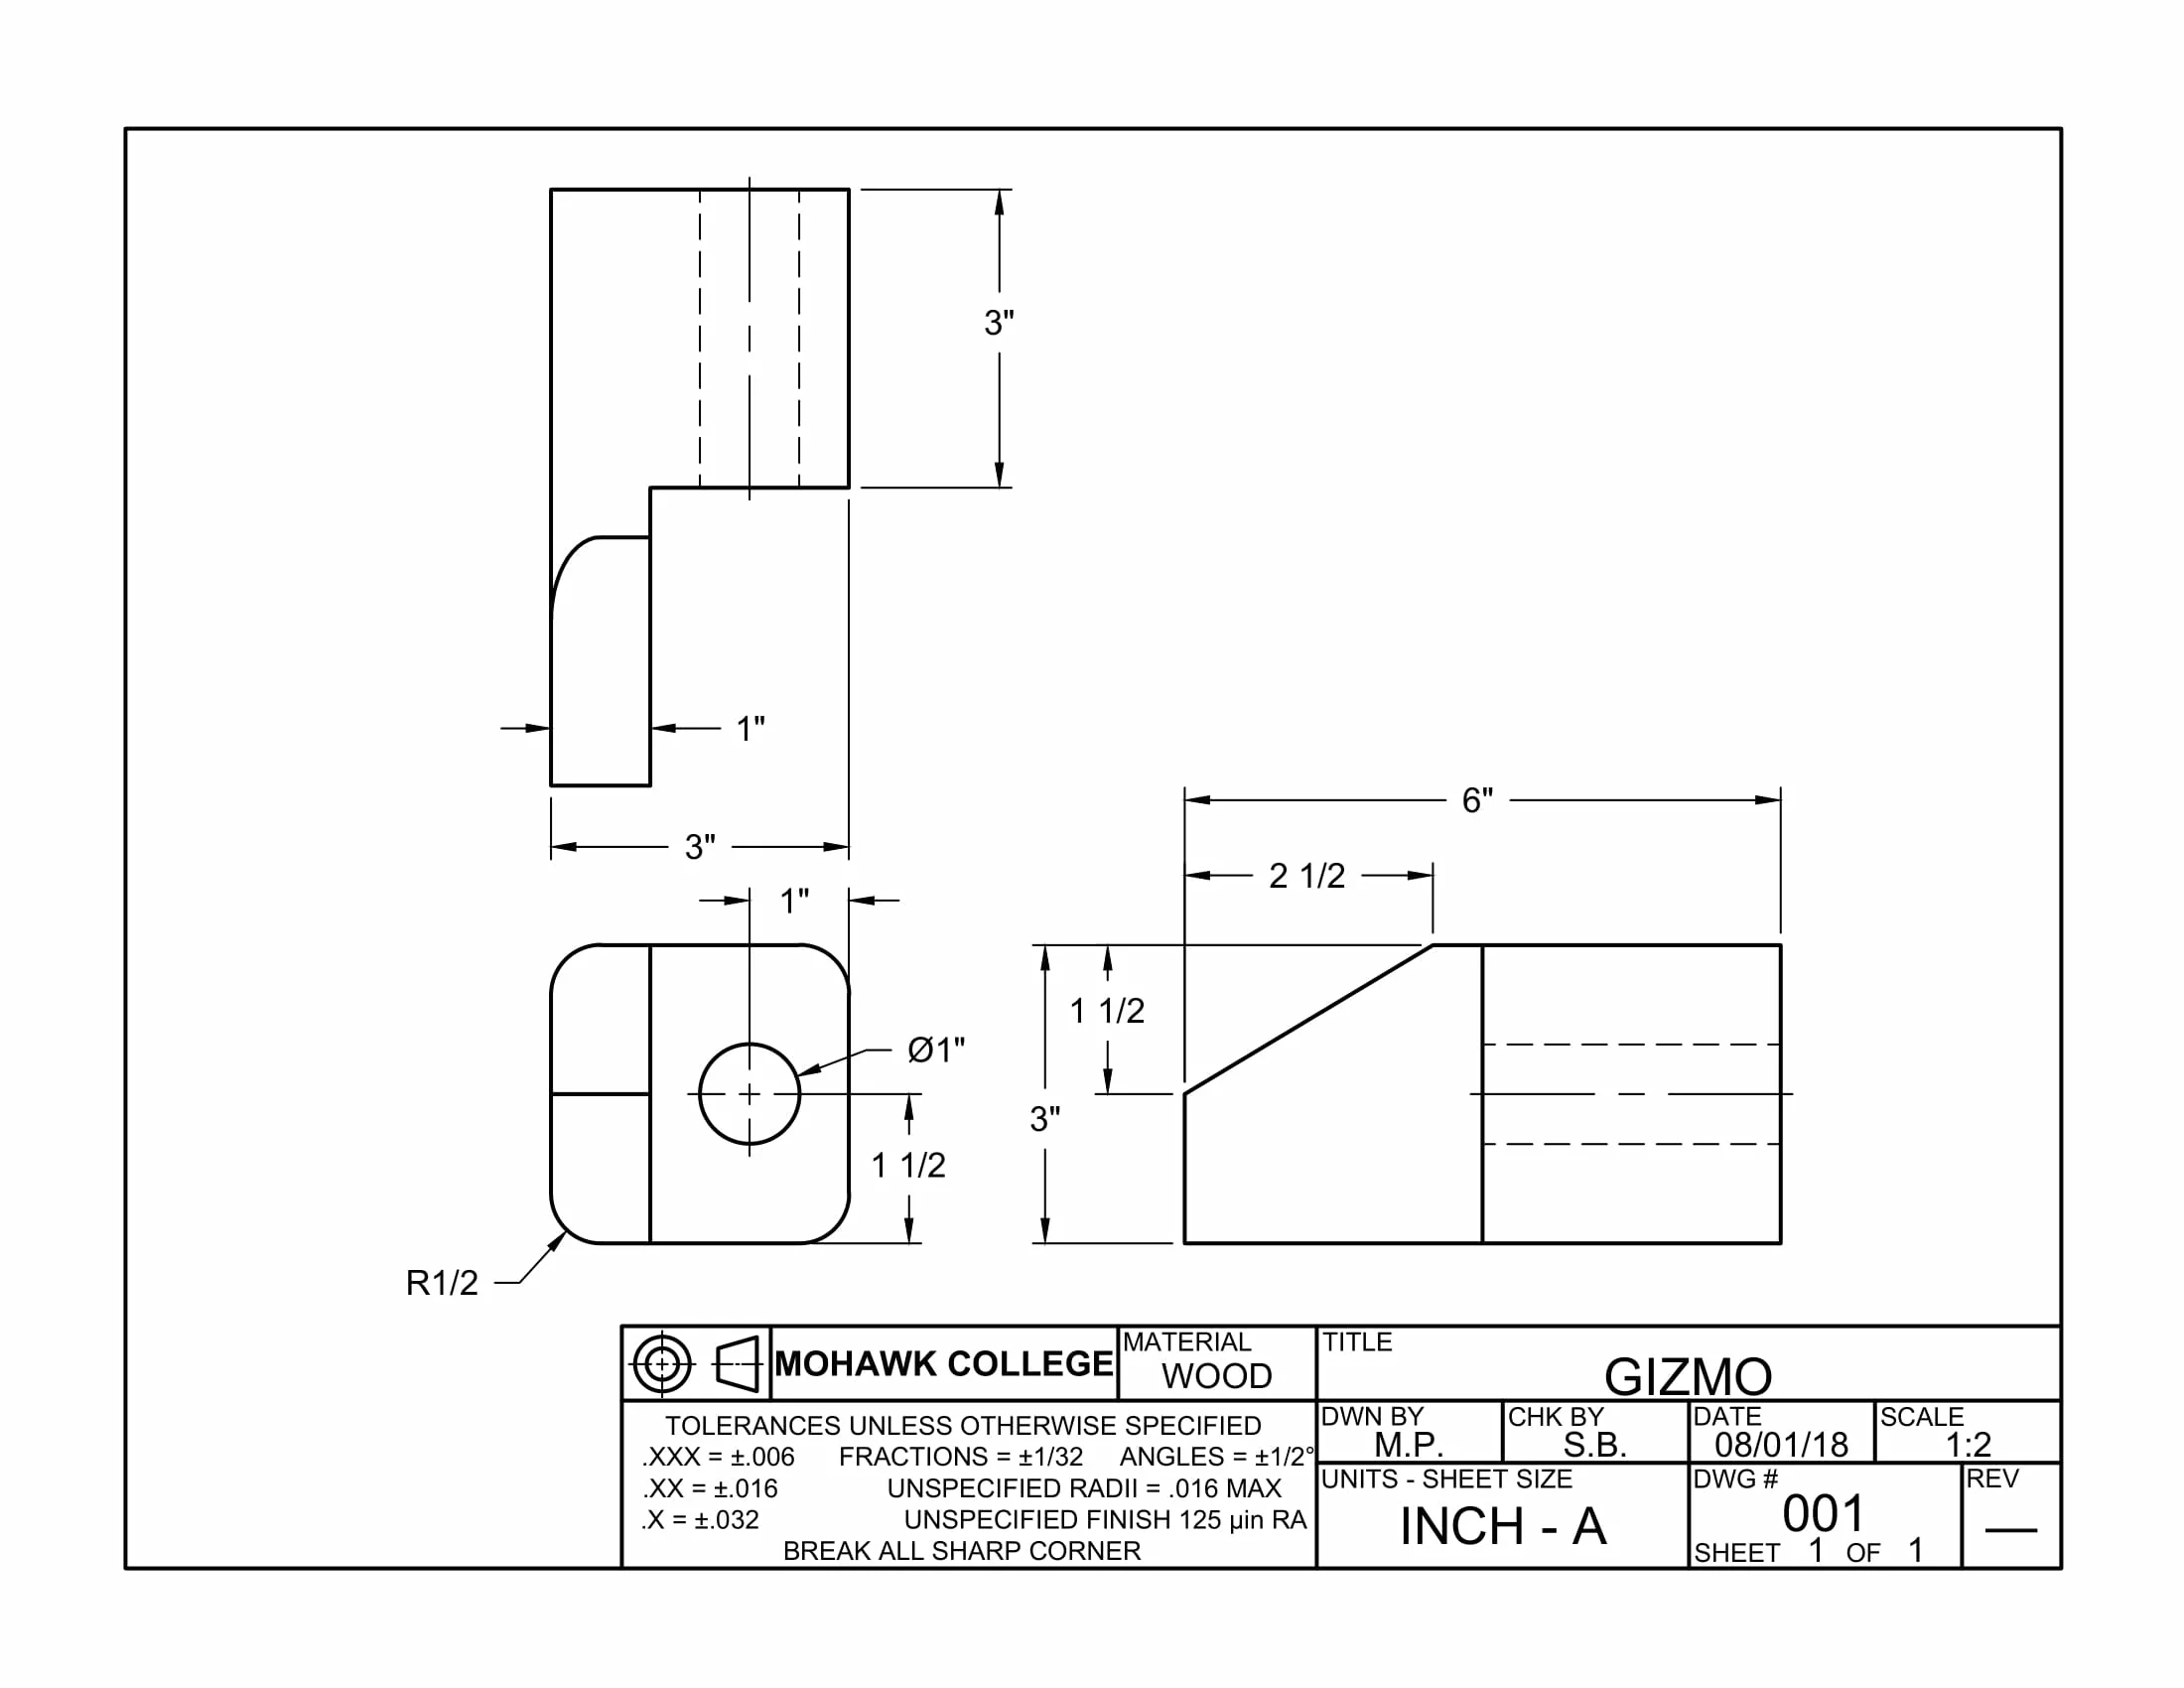 3"
1"
3"
1"
6"
2 1/2
1 1/2
Ø1"
3"
1 1/2
R1/2
MOHAWK COLLEGE
MATERIAL
WOOD
TITLE
GIZMO
TOLERANCES UNLESS OTHERWISE SPECIFIED
.XXX = ±.006 FRACTIONS = ±1/32 ANGLES = ±1/2°
.XX = ±.016 UNSPECIFIED RADII = .016 MAX
.X = ±.032 UNSPECIFIED FINISH 125 µin RA
BREAK ALL SHARP CORNER
DWN BY
M.P.
CHK BY
S.B.
DATE
08/01/18
SCALE
1:2
UNITS - SHEET SIZE
INCH - A
DWG #
001
SHEET 1 OF 1
REV
—